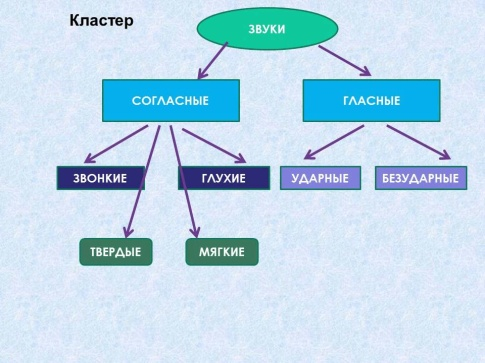 Кластер
ЗВУКИ
СОГЛАСНЫЕ
ГЛАСНЫЕ
ЗВОНКИЕ
ГЛУХИЕ
УДАРНЫЕ
БЕЗУДАРНЫЕ
ТВЕРДЫЕ
МЯГКИЕ